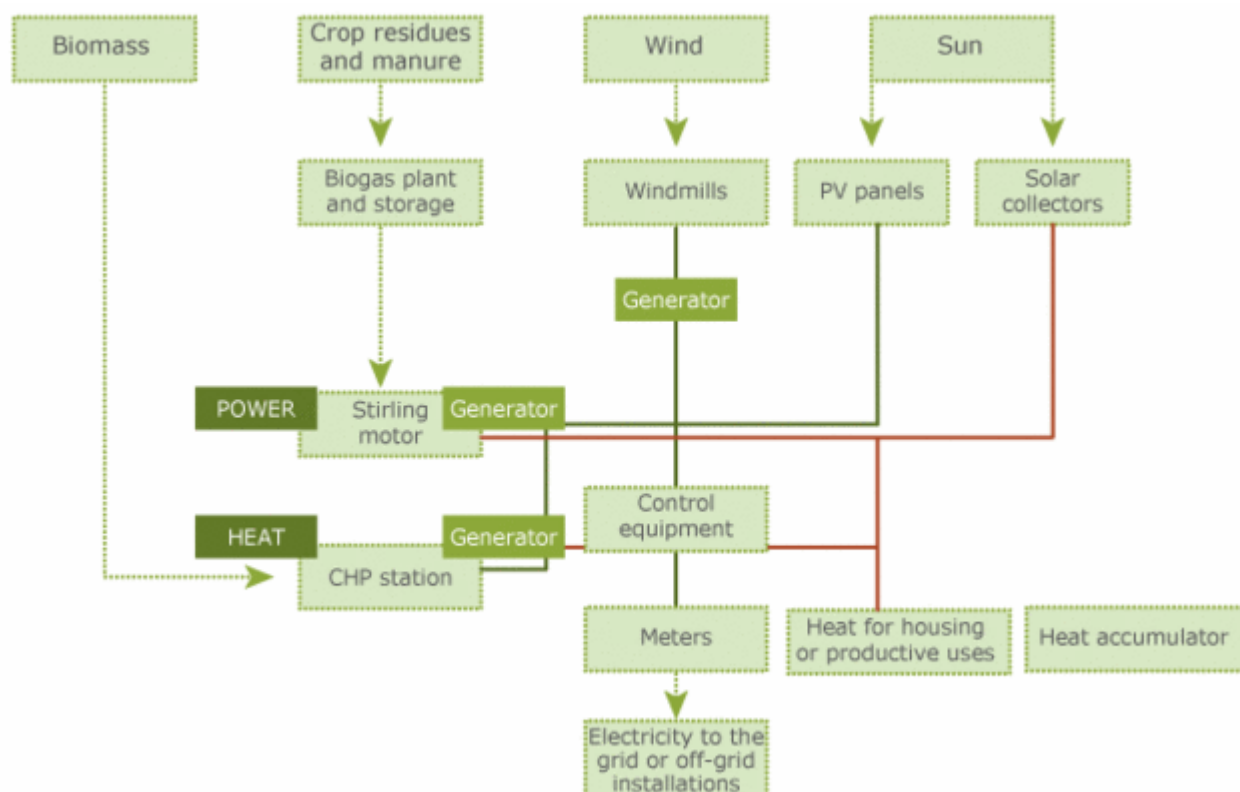 Biomass
Crop residues
and manure
Wind
Sun
Biogas plant
and storage
Windmills
PV panels
Solar
collectors
Generator
POWER
Stirling
motor
Generator
HEAT
Generator
CHP station
Control
equipment
Meters
Heat for housing
or productive uses
Heat accumulator
Electricity to the
grid or off-grid
installations